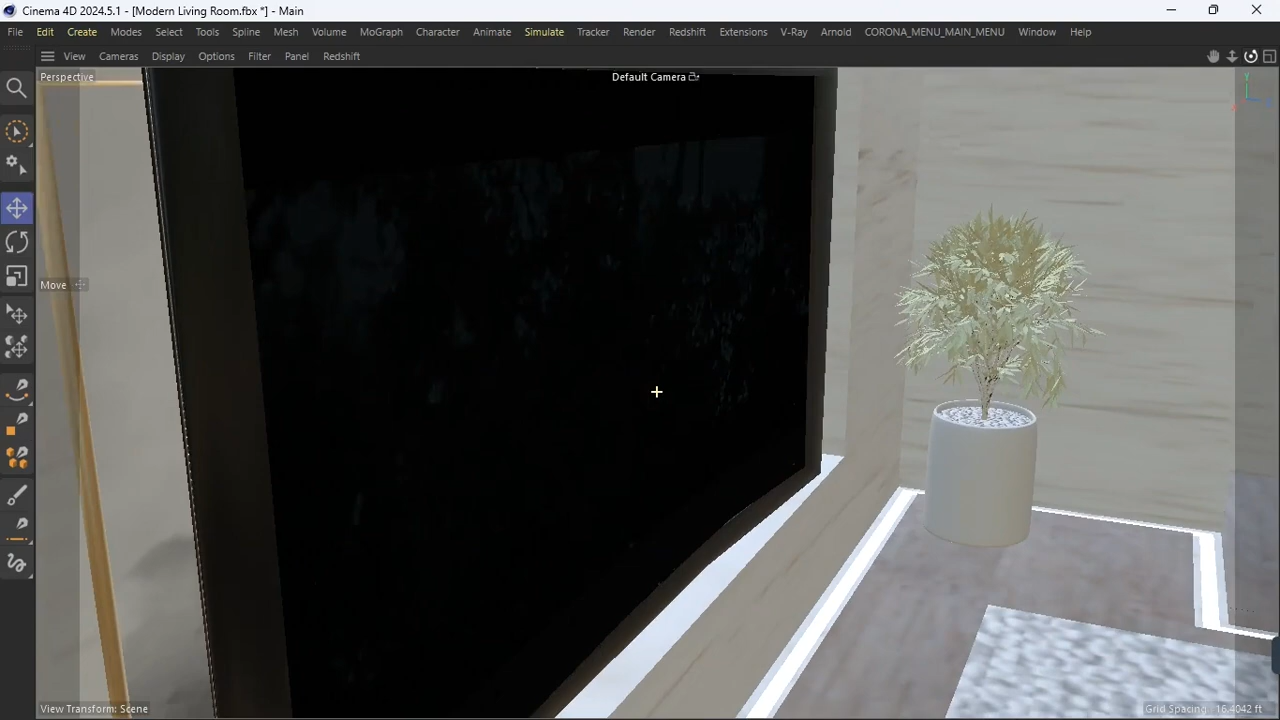 Cinema 4D 2024.5.1 - [Modern Living Room.fbx *] - Main
File Edit Create Modes Select Tools Spline Mesh Volume MoGraph Character Animate Simulate Tracker Render Redshift Extensions V-Ray Arnold CORONA_MENU_MAIN_MENU Window Help
View Cameras Display Options Filter Panel Redshift
Perspective
Default Camera
Y
Move
View Transform: Scene
Grid Spacing : 16.4042 ft